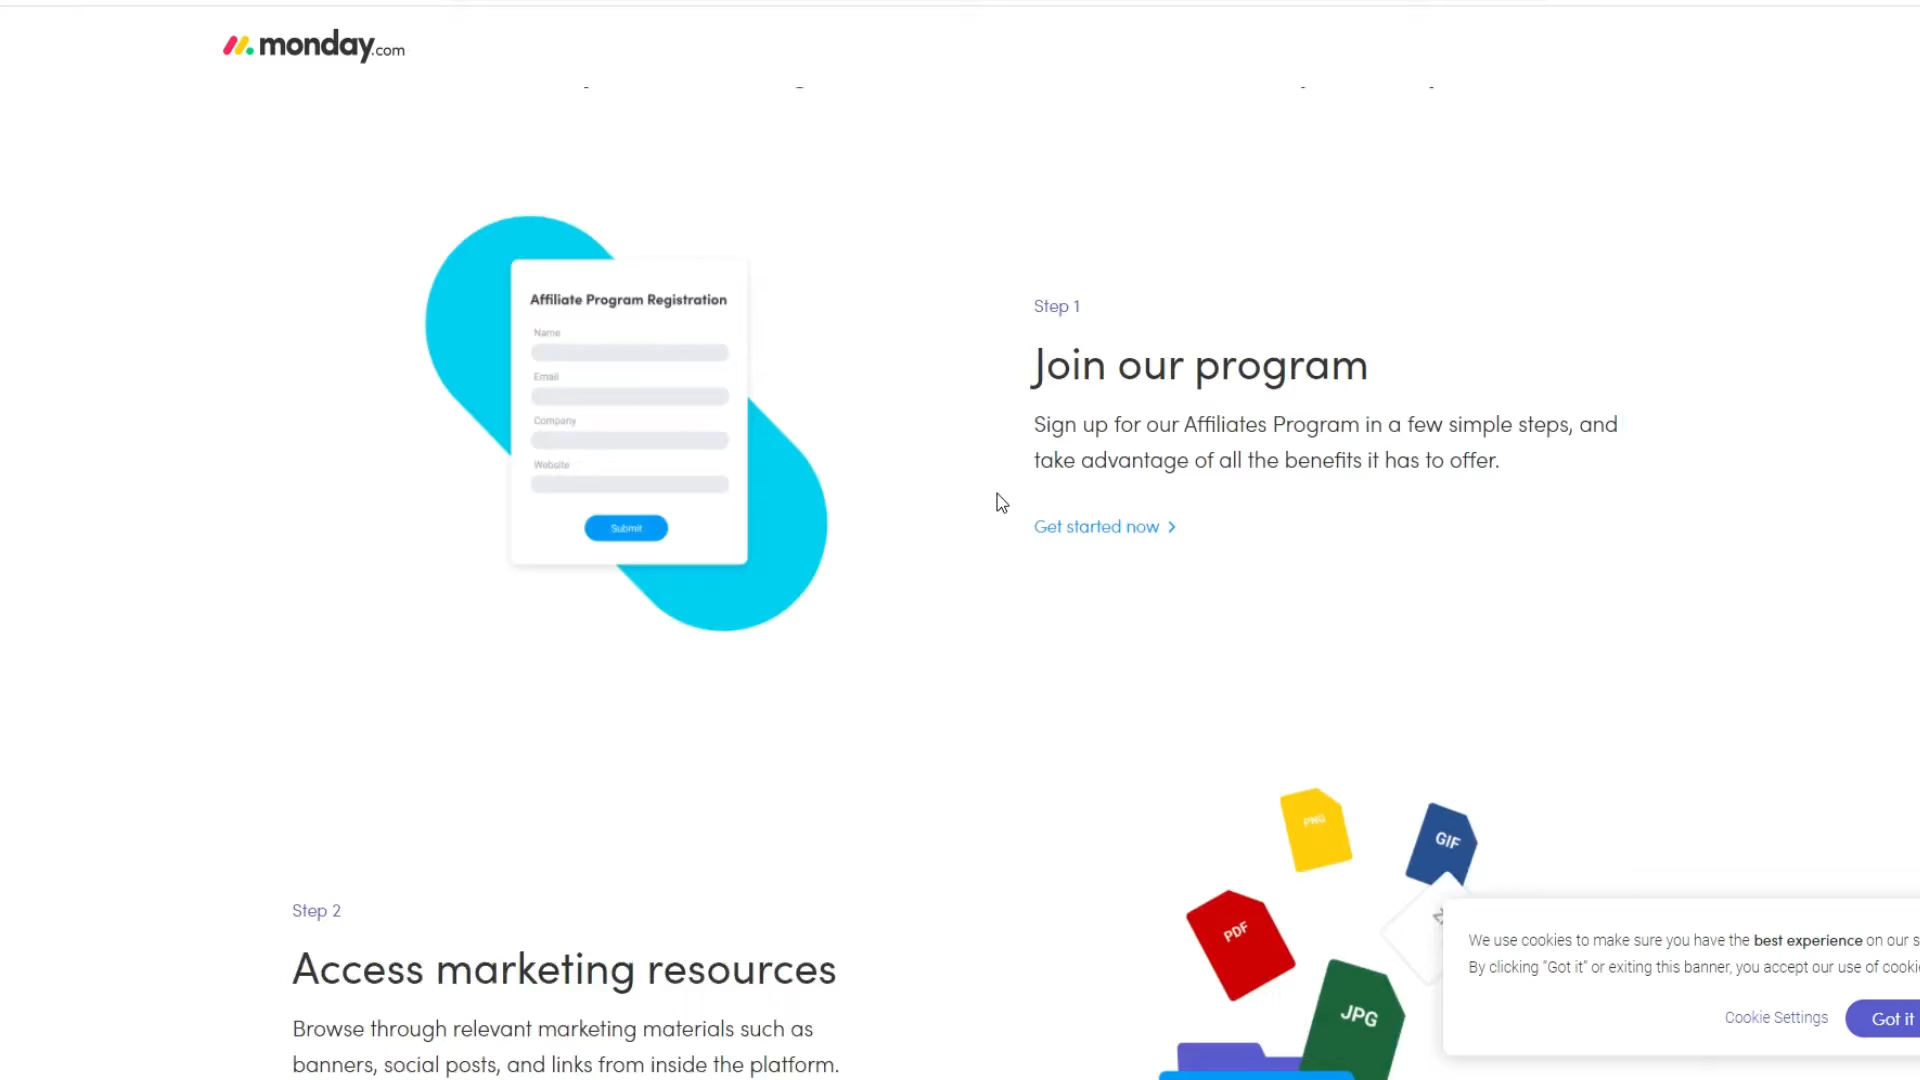 monday.com
Affiliate Program Registration
Name
Email
Company
Website
Submit
Step 1
Join our program
Sign up for our Affiliates Program in a few simple steps, and
take advantage of all the benefits it has to offer.
Get started now
PNG
GIF
PDF
JPG
Step 2
Access marketing resources
Browse through relevant marketing materials such as
banners, social posts, and links from inside the platform.
We use cookies to make sure you have the best experience on our s
By clicking “Got it” or exiting this banner, you accept our use of cooki
Cookie Settings
Got it